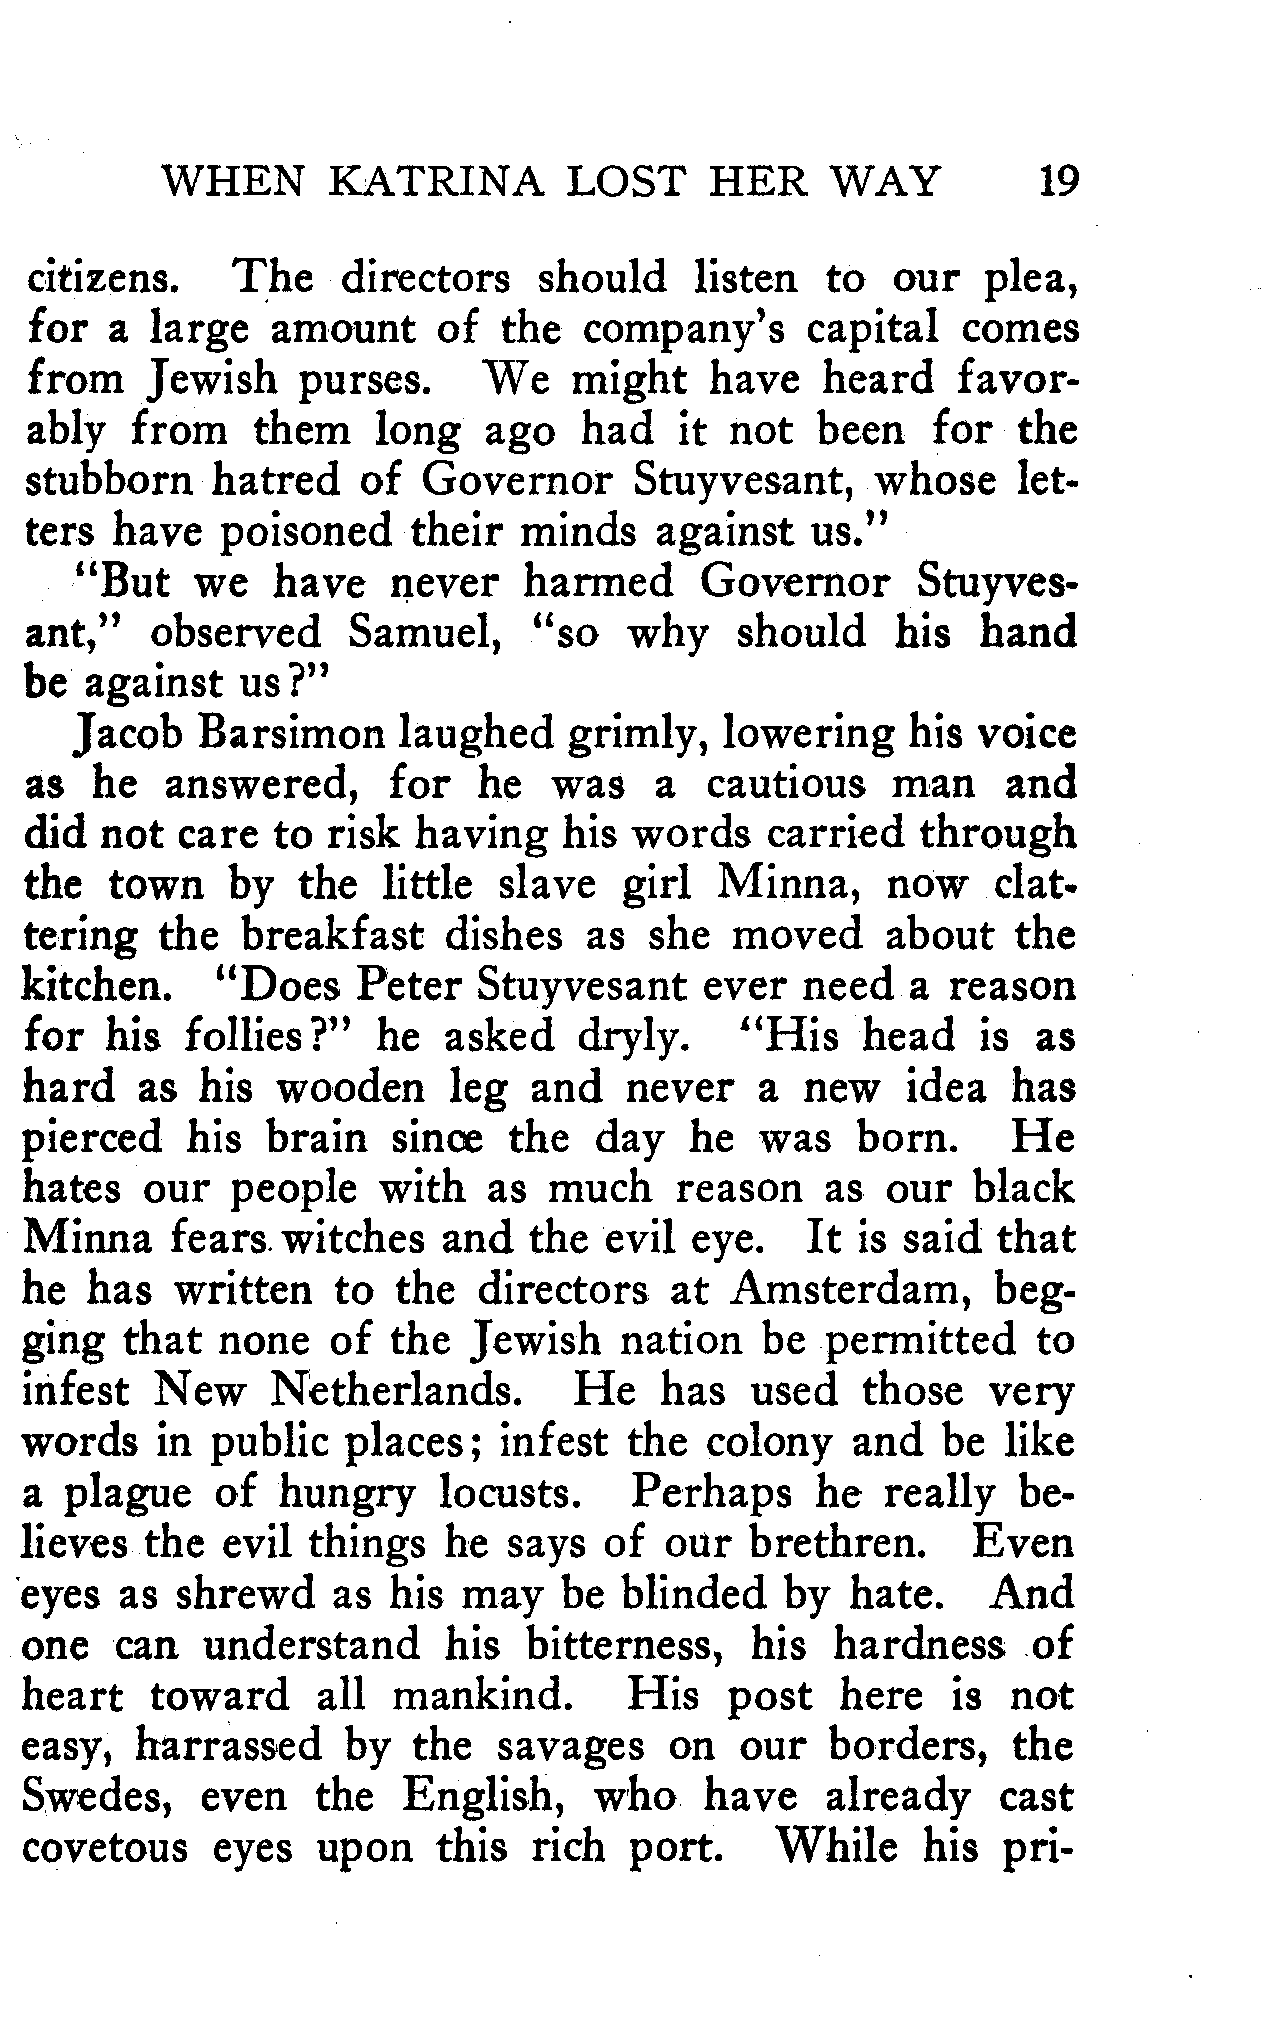 WHEN KATRINA LOST HER WAY 19
citizens. The directors should listen to our plea,
for a large amount of the company's capital comes
from Jewish purses. We might have heard favor-
ably from them long ago had it not been for the
stubborn hatred of Governor Stuyvesant, whose let-
ters have poisoned their minds against us."
"But we have never harmed Governor Stuyves-
ant," observed Samuel, "so why should his hand
be against us?"
Jacob Barsimon laughed grimly, lowering his voice
as he answered, for he was a cautious man and
did not care to risk having his words carried through
the town by the little slave girl Minna, now clat-
tering the breakfast dishes as she moved about the
kitchen. "Does Peter Stuyvesant ever need a reason
for his follies?" he asked dryly. "His head is as
hard as his wooden leg and never a new idea has
pierced his brain since the day he was born. He
hates our people with as much reason as our black
Minna fears witches and the evil eye. It is said that
he has written to the directors at Amsterdam, beg-
ging that none of the Jewish nation be permitted to
infest New Netherlands. He has used those very
words in public places; infest the colony and be like
a plague of hungry locusts. Perhaps he really be-
lieves the evil things he says of our brethren. Even
eyes as shrewd as his may be blinded by hate. And
one can understand his bitterness, his hardness of
heart toward all mankind. His post here is not
easy, harrassed by the savages on our borders, the
Swedes, even the English, who have already cast
covetous eyes upon this rich port. While his pri-